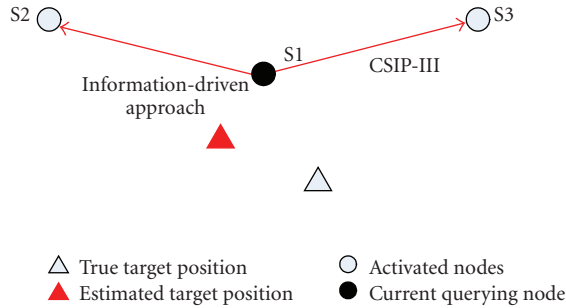 S2
S3
S1
CSIP-III
Information-driven
approach
True target position
Activated nodes
Estimated target position
Current querying node